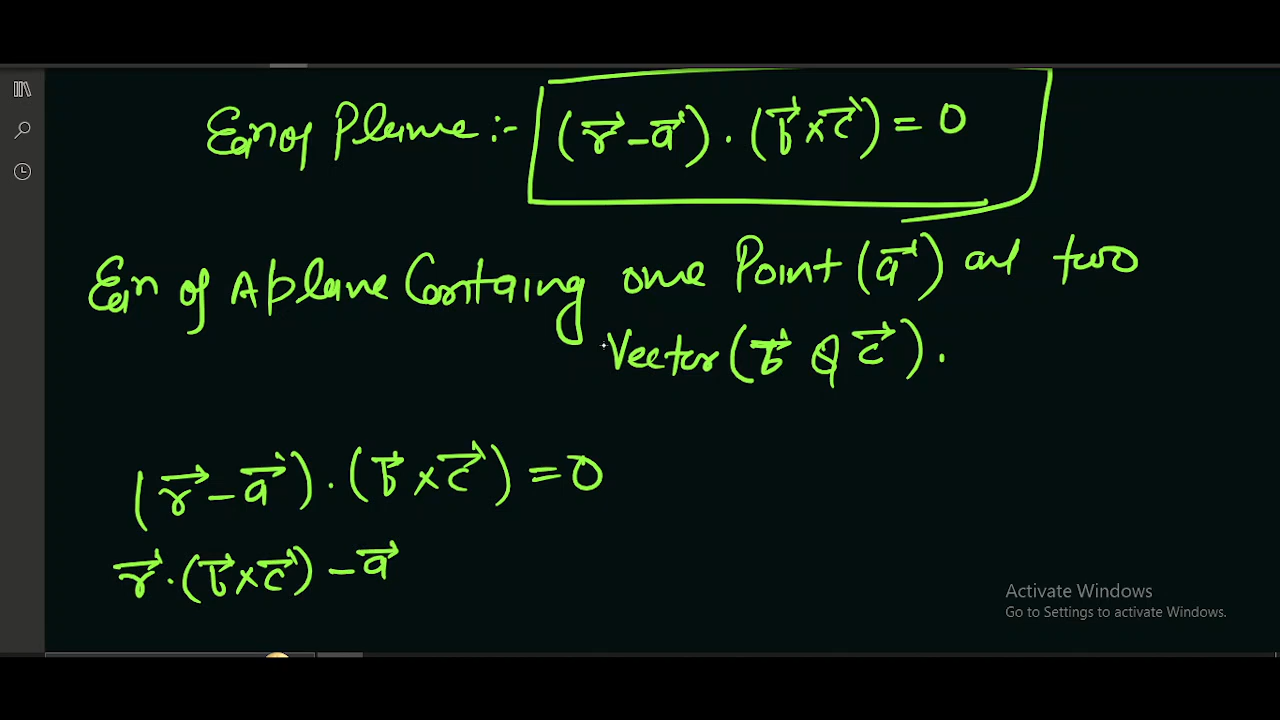 Eqn of Plane :- (r⃗ - a⃗) · (b⃗ × c⃗) = 0
Eqn of A plane Containg one Point (a⃗) and two
Vector (b⃗ & c⃗).
(r⃗ - a⃗) · (b⃗ × c⃗) = 0
r⃗ · (b⃗ × c⃗) - a⃗
Activate Windows
Go to Settings to activate Windows.